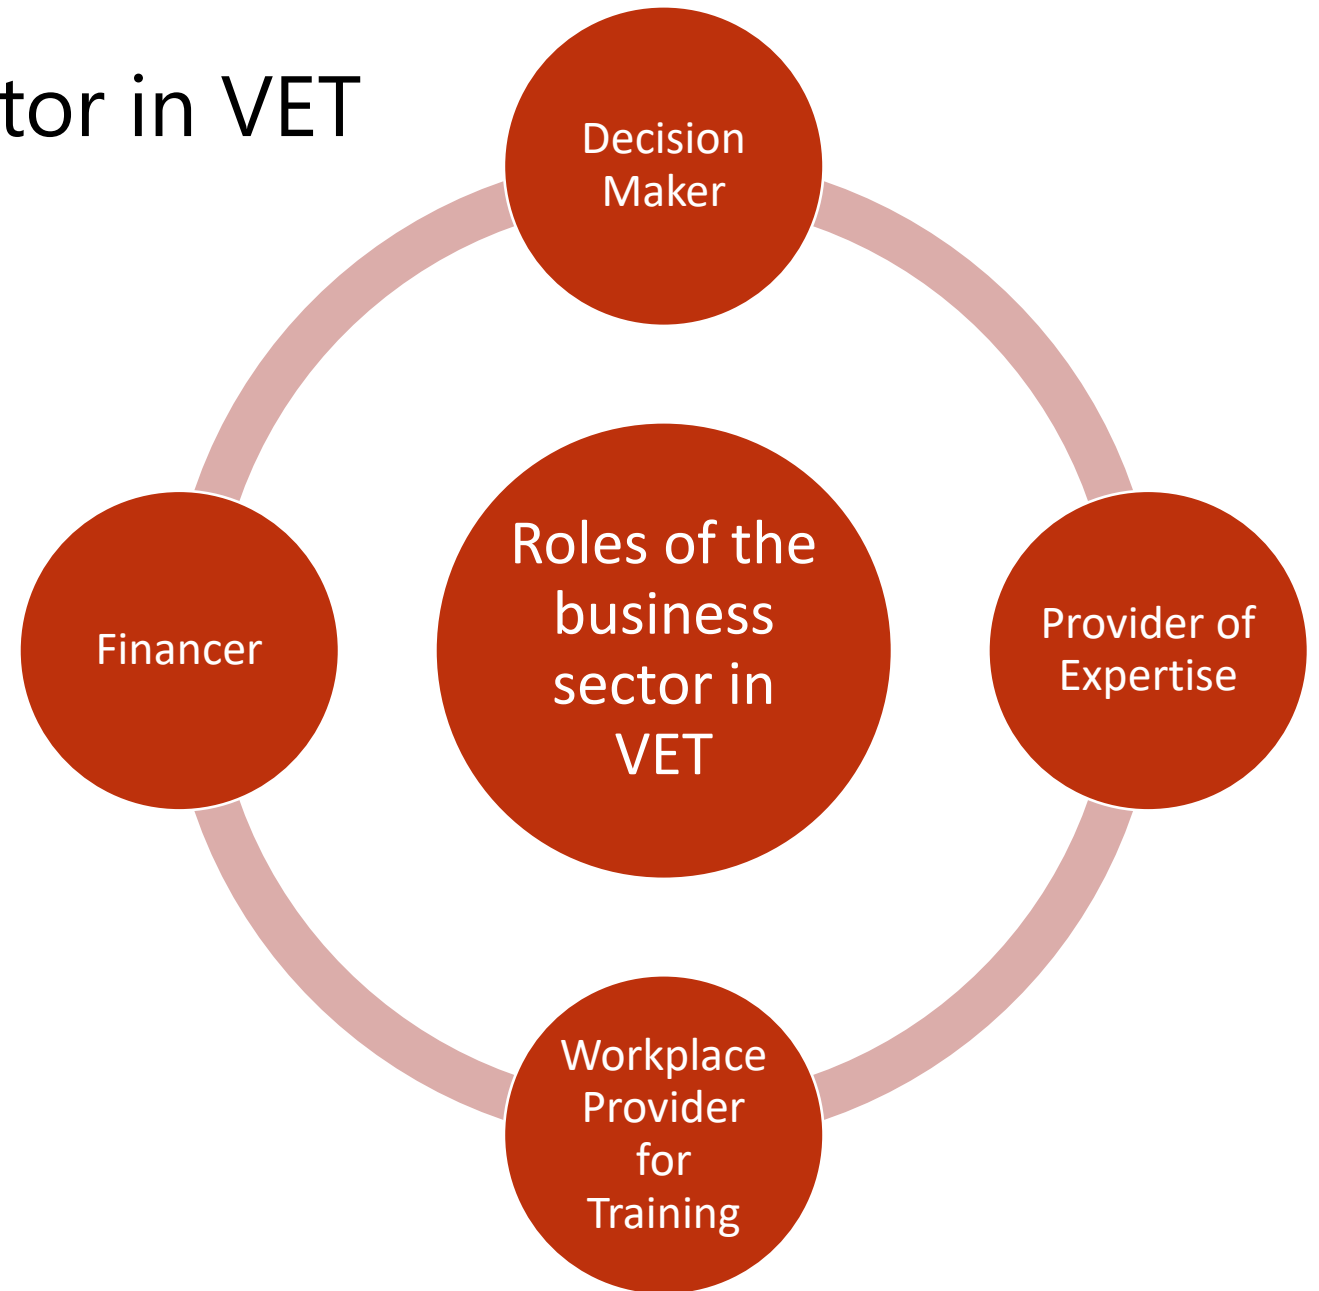 tor in VET
Decision
Maker
Roles of the
business
sector in
VET
Financer
Provider of
Expertise
Workplace
Provider
for
Training